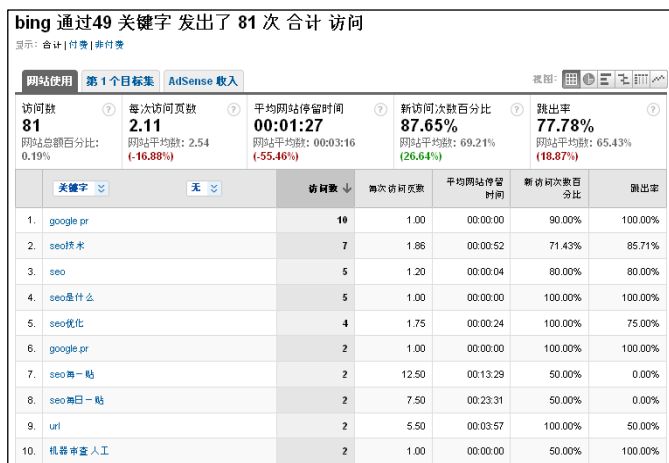 bing 通过49 关键字 发出了 81 次 合计 访问
显示: 合计 | 付费 | 非付费
网站使用 第 1 个目标集 AdSense 收入 视图:
访问数 ? 每次访问页数 ? 平均网站停留时间 ? 新访问次数百分比 ? 跳出率 ?
81 2.11 00:01:27 87.65% 77.78%
网站总额百分比: 网站平均数: 2.54 网站平均数: 00:03:16 网站平均数: 69.21% 网站平均数: 65.43%
0.19% (-16.88%) (-55.46%) (26.64%) (18.87%)
关键字 无 访问数 ↓ 每次访问页数 平均网站停留时间 新访问次数百分比 跳出率
1. google pr 10 1.00 00:00:00 90.00% 100.00%
2. seo技术 7 1.86 00:00:52 71.43% 85.71%
3. seo 5 1.20 00:00:04 80.00% 80.00%
4. seo是什么 5 1.00 00:00:00 100.00% 100.00%
5. seo优化 4 1.75 00:00:24 100.00% 75.00%
6. google.pr 2 1.00 00:00:00 100.00% 100.00%
7. seo每一贴 2 12.50 00:13:29 50.00% 0.00%
8. seo每日一贴 2 7.50 00:23:31 50.00% 0.00%
9. url 2 5.50 00:03:57 100.00% 50.00%
10. 机器审查 人工 2 1.00 00:00:00 50.00% 100.00%